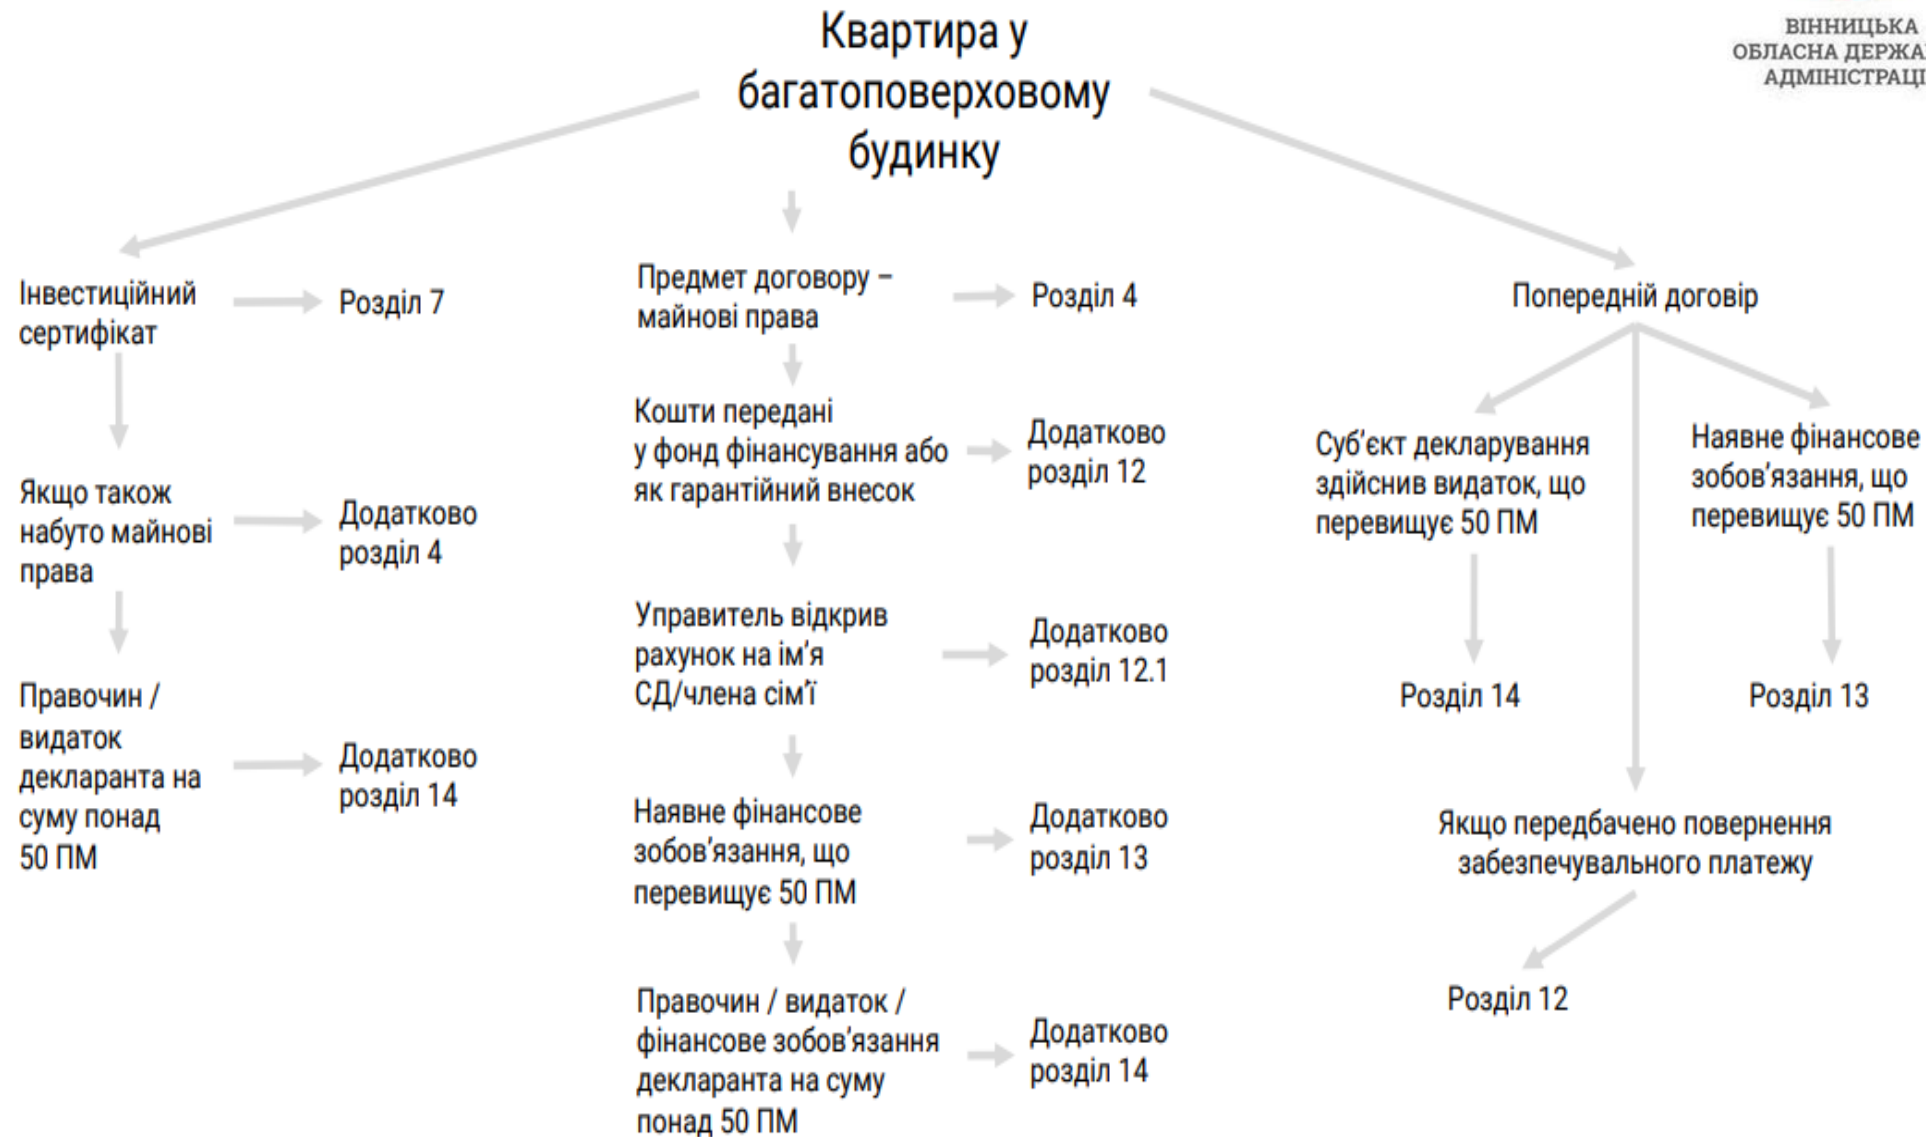 Квартира у
багатоповерховому
будинку
ВІННИЦЬКА
ОБЛАСНА
Інвестиційний
сертифікат
Розділ 7
Якщо також
набуто майнові
права
Додатково
розділ 4
Правочин /
видаток
декларанта на
суму понад
50 ПМ
Додатково
розділ 14
Предмет договору –
майнові права
Розділ 4
Кошти передані
у фонд фінансування або
як гарантійний внесок
Додатково
розділ 12
Управитель відкрив
рахунок на ім’я
СД/члена сім’ї
Додатково
розділ 12.1
Наявне фінансове
зобов’язання, що
перевищує 50 ПМ
Додатково
розділ 13
Правочин / видаток /
фінансове зобов’язання
декларанта на суму
понад 50 ПМ
Додатково
розділ 14
Попередній договір
Суб’єкт декларування
здійснив видаток, що
перевищує 50 ПМ
Розділ 14
Наявне фінансове
зобов’язання, що
перевищує 50 ПМ
Розділ 13
Якщо передбачено повернення
забезпечувального платежу
Розділ 12